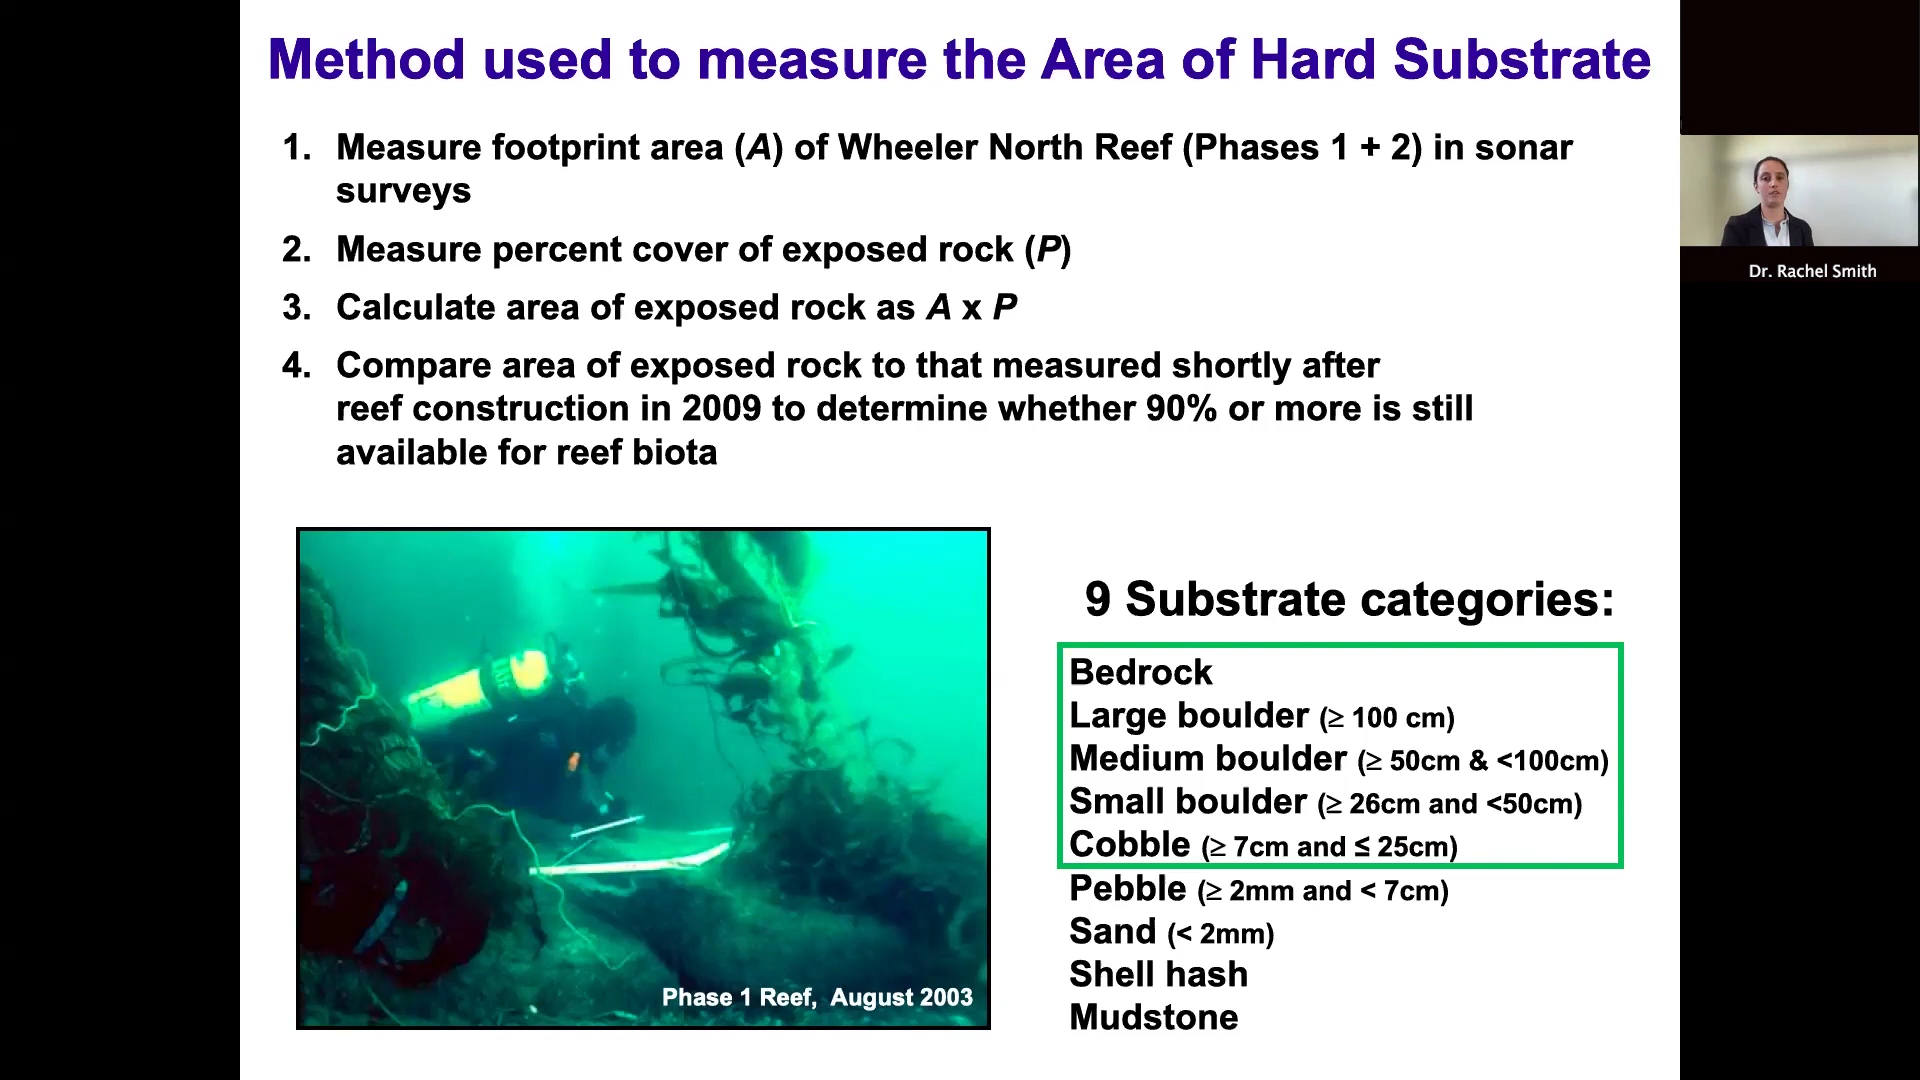 Method used to measure the Area of Hard Substrate
1. Measure footprint area (A) of Wheeler North Reef (Phases 1 + 2) in sonar
surveys
2. Measure percent cover of exposed rock (P)
3. Calculate area of exposed rock as A x P
4. Compare area of exposed rock to that measured shortly after
reef construction in 2009 to determine whether 90% or more is still
available for reef biota
Phase 1 Reef, August 2003
9 Substrate categories:
Bedrock
Large boulder (≥ 100 cm)
Medium boulder (≥ 50cm & <100cm)
Small boulder (≥ 26cm and <50cm)
Cobble (≥ 7cm and ≤ 25cm)
Pebble (≥ 2mm and < 7cm)
Sand (< 2mm)
Shell hash
Mudstone
Dr. Rachel Smith